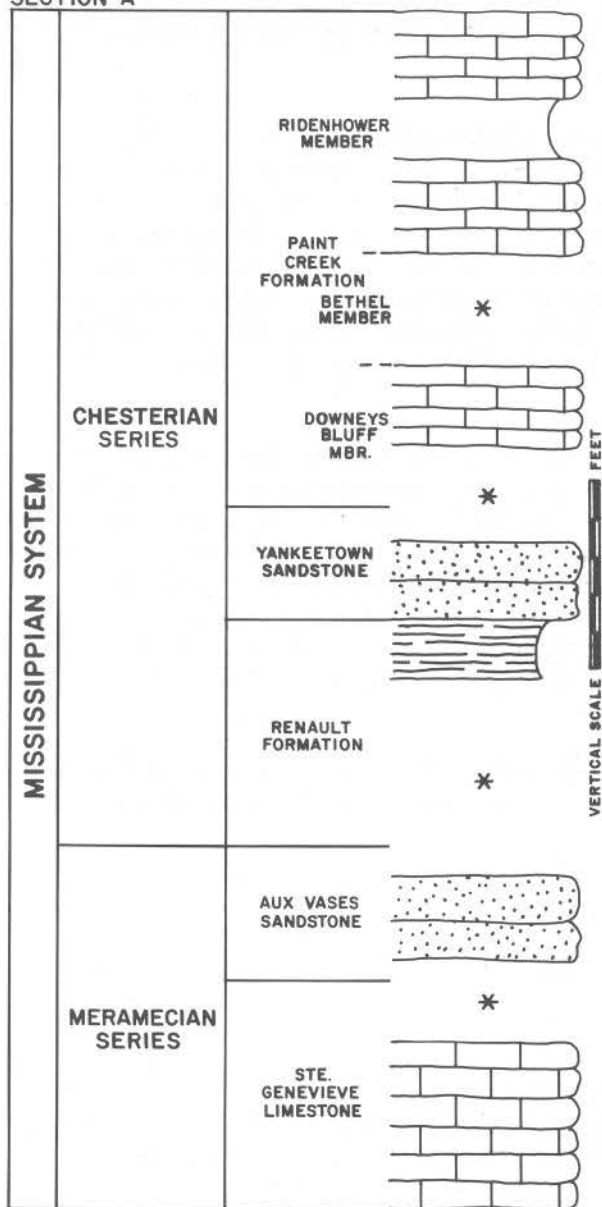 SECTION A
RIDENHOWER
MEMBER
PAINT
CREEK
FORMATION
BETHEL
MEMBER
*
CHESTERIAN
SERIES
DOWNEYS
BLUFF
MBR.
*
YANKEETOWN
SANDSTONE
RENAULT
FORMATION
*
MISSISSIPPIAN SYSTEM
VERTICAL SCALE
FEET
AUX VASES
SANDSTONE
*
MERAMECIAN
SERIES
STE.
GENEVIEVE
LIMESTONE